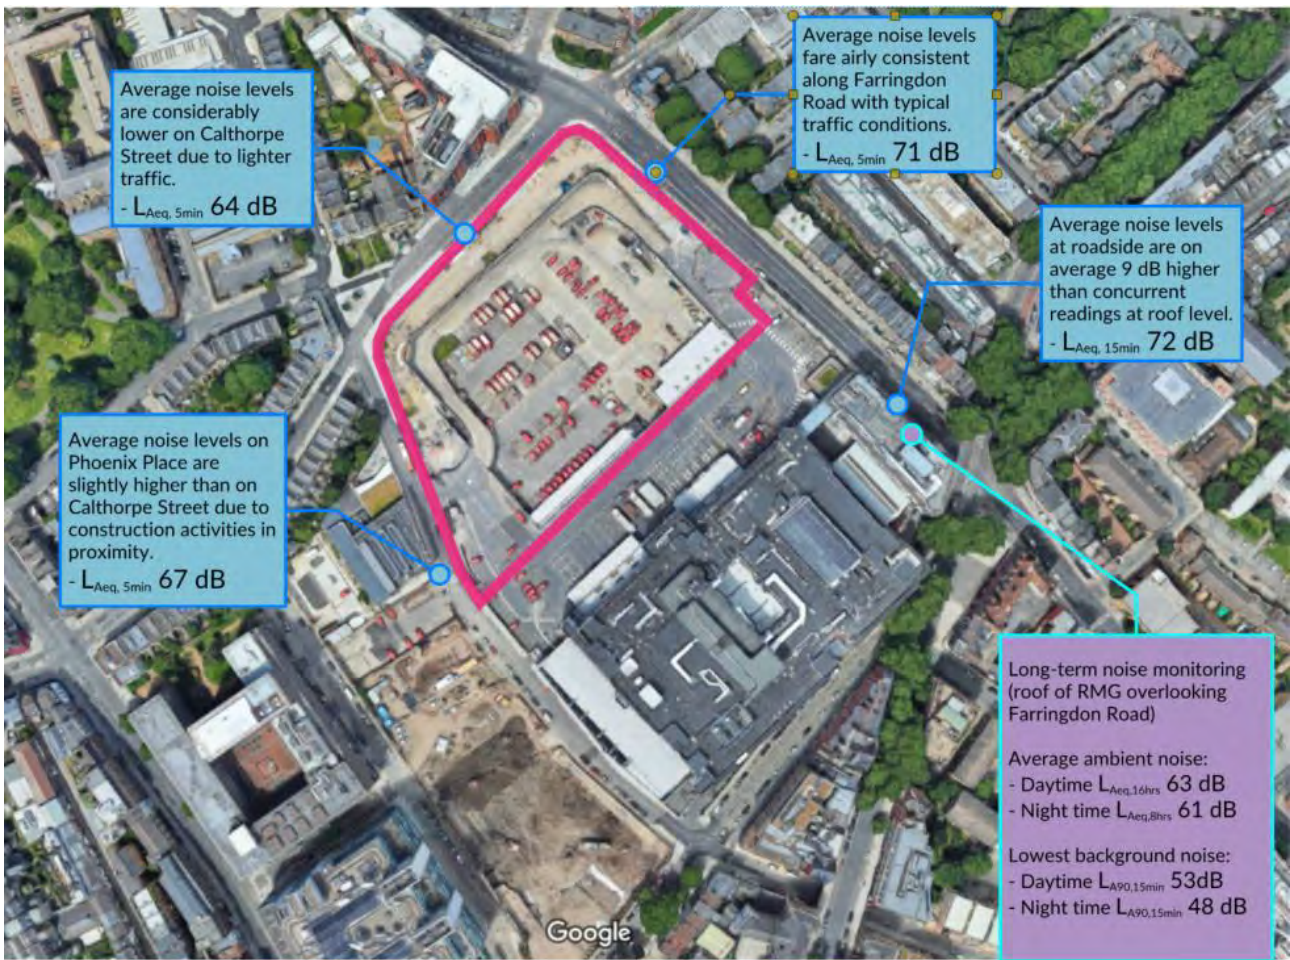 Average noise levels
are considerably
lower on Calthorpe
Street due to lighter
traffic.
- LAeq, 5min 64 dB
Average noise levels
fare airly consistent
along Farringdon
Road with typical
traffic conditions.
- LAeq, 5min 71 dB
Average noise levels
at roadside are on
average 9 dB higher
than concurrent
readings at roof level.
- LAeq, 15min 72 dB
Average noise levels on
Phoenix Place are
slightly higher than on
Calthorpe Street due to
construction activities in
proximity.
- LAeq, 5min 67 dB
Long-term noise monitoring
(roof of RMG overlooking
Farringdon Road)
Average ambient noise:
- Daytime LAeq,16hrs 63 dB
- Night time LAeq,8hrs 61 dB
Lowest background noise:
- Daytime LA90,15min 53dB
- Night time LA90,15min 48 dB
Google